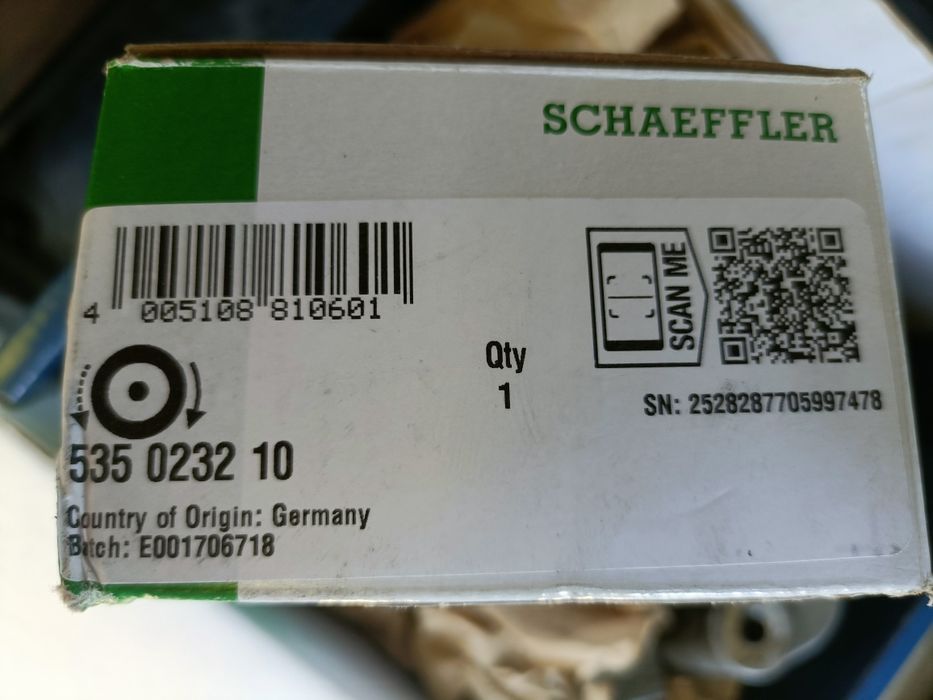 SCHAEFFLER
4 005108 810601
SCAN ME
Qty
1
SN: 2528287705997478
535 0232 10
Country of Origin: Germany
Batch: E001706718